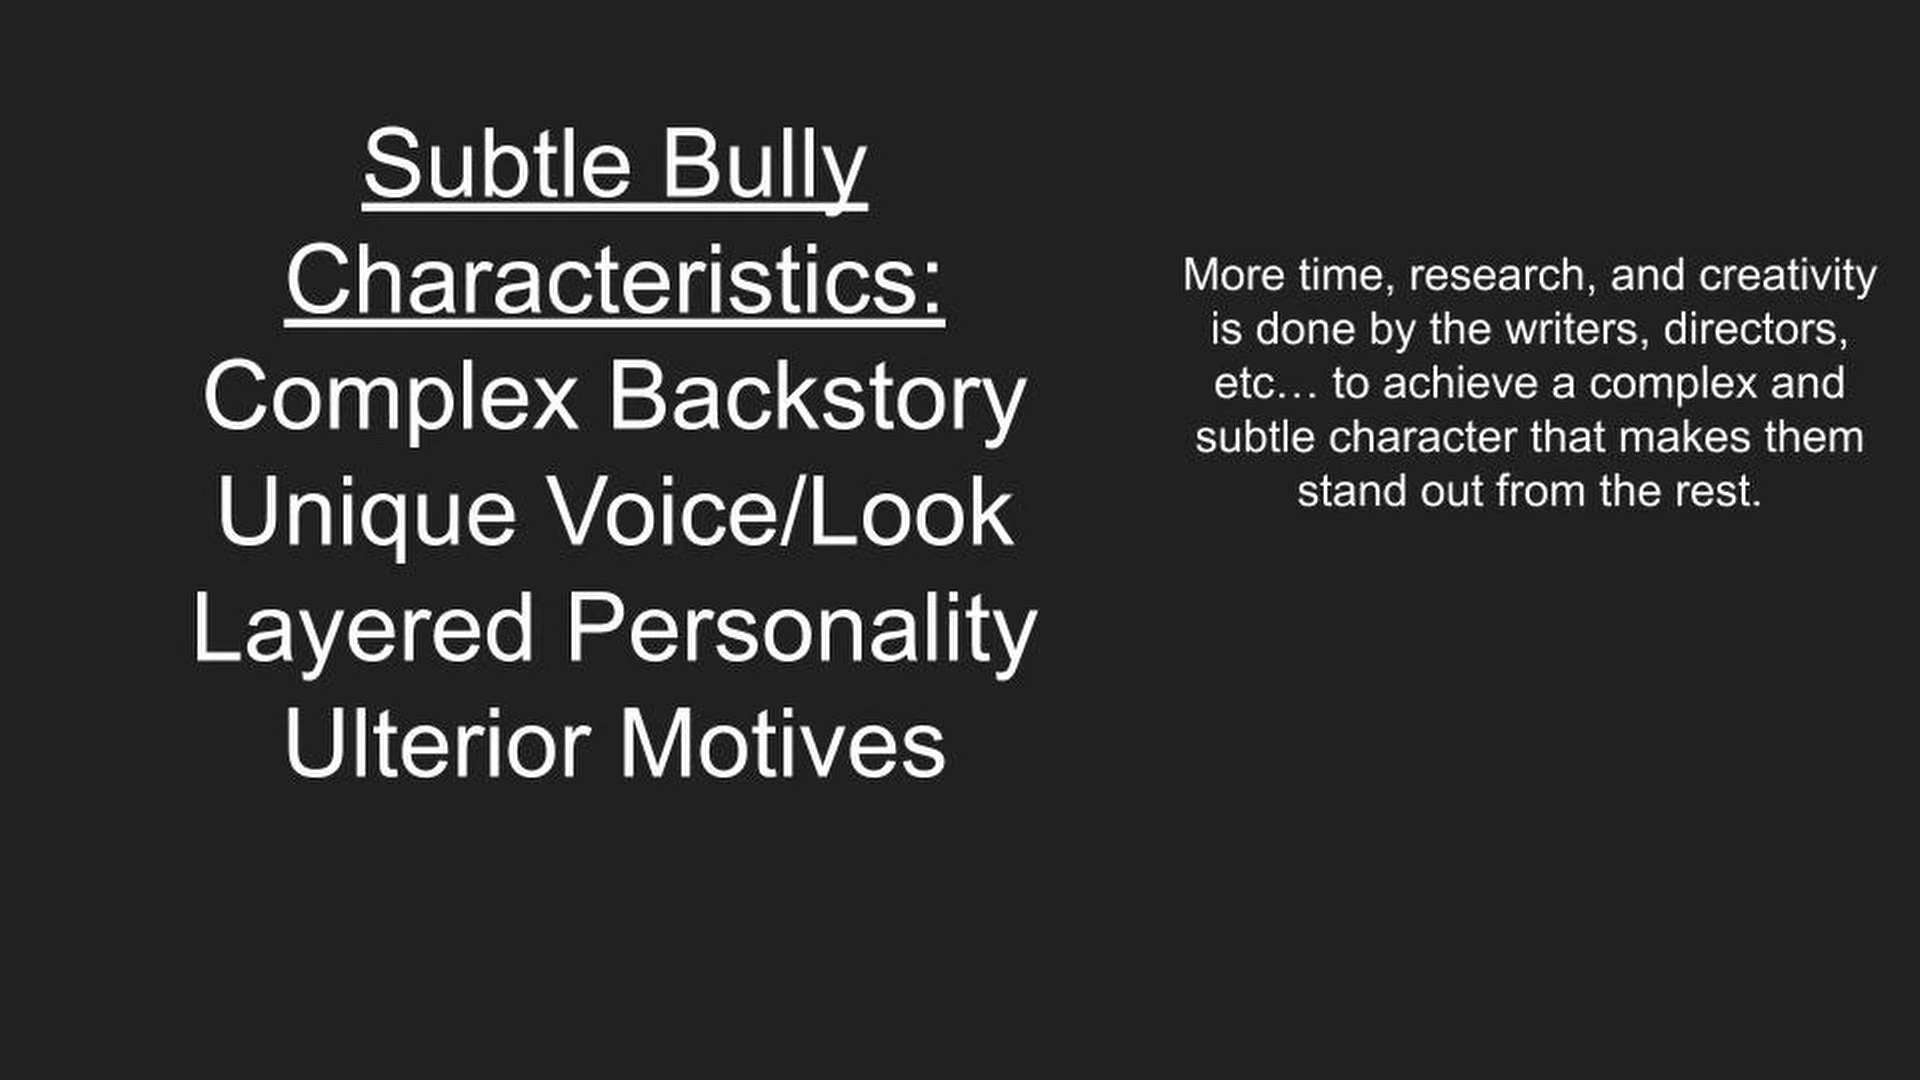 Subtle Bully
Characteristics:
Complex Backstory
Unique Voice/Look
Layered Personality
Ulterior Motives
More time, research, and creativity
is done by the writers, directors,
etc… to achieve a complex and
subtle character that makes them
stand out from the rest.